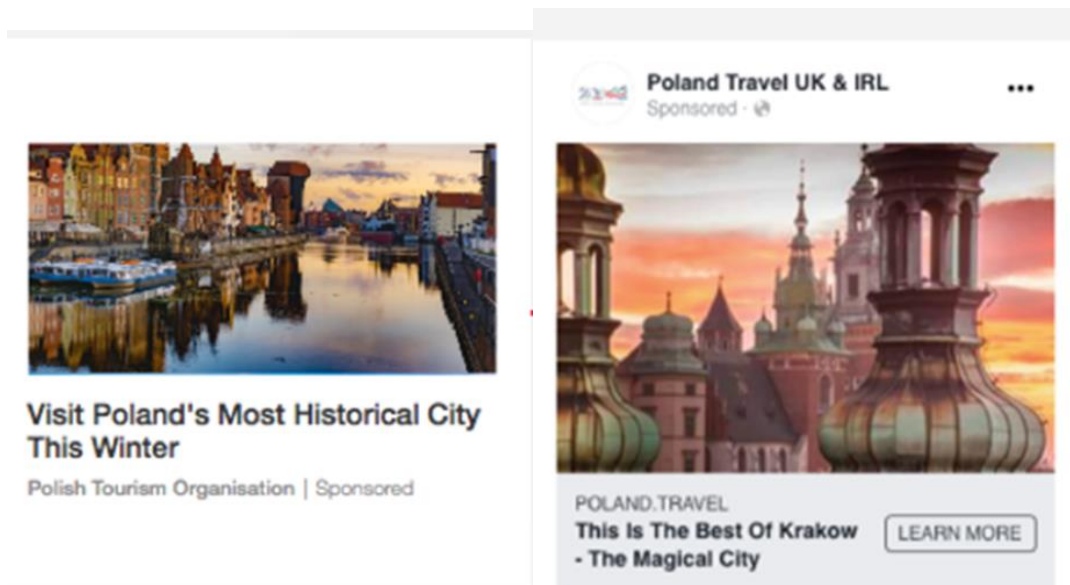 Visit Poland's Most Historical City
This Winter
Polish Tourism Organisation | Sponsored
Poland Travel UK & IRL
Sponsored ·
POLAND.TRAVEL
This Is The Best Of Krakow
- The Magical City
LEARN MORE